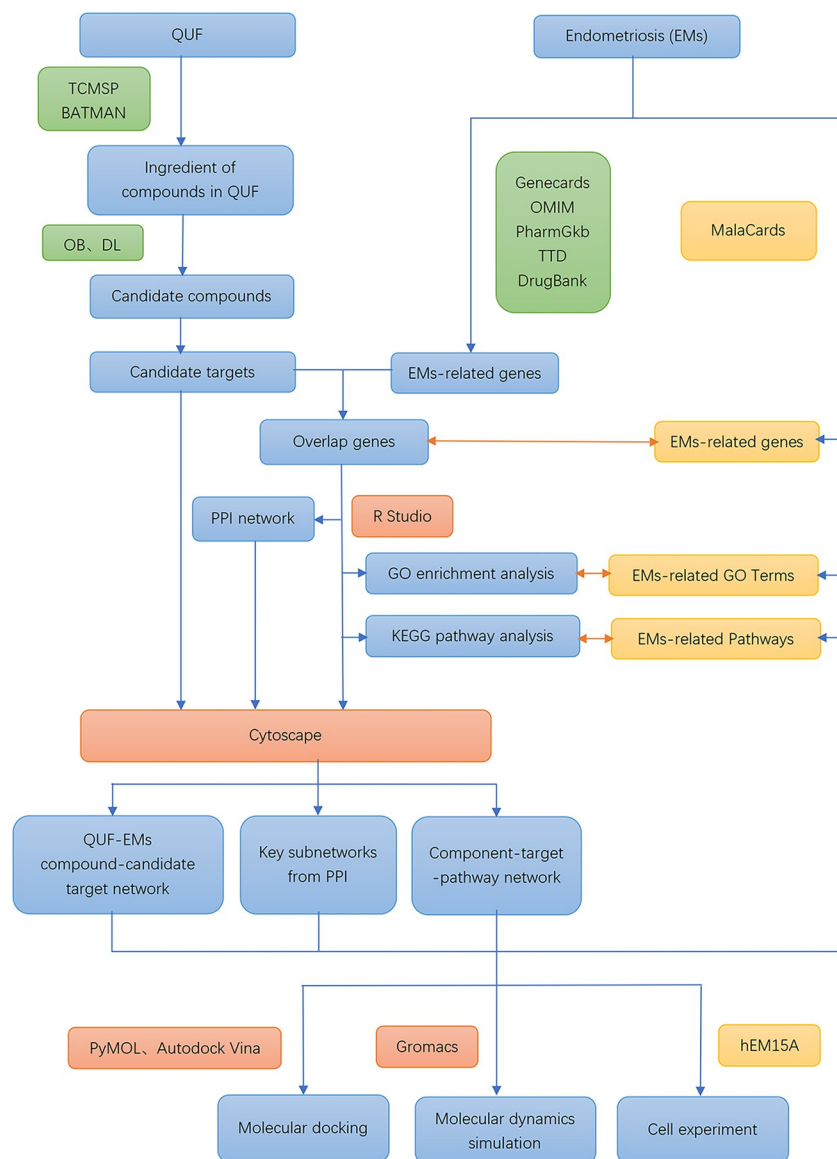 QUF
Endometriosis (EMs)
TCMSP
BATMAN
Ingredient of
compounds in QUF
Genecards
OMIM
PharmGkb
TTD
DrugBank
MalaCards
OB、DL
Candidate compounds
Candidate targets
EMs-related genes
Overlap genes
EMs-related genes
PPI network
R Studio
GO enrichment analysis
EMs-related GO Terms
KEGG pathway analysis
EMs-related Pathways
Cytoscape
QUF-EMs
compound-candidate
target network
Key subnetworks
from PPI
Component-target
-pathway network
PyMOL、Autodock Vina
Gromacs
hEM15A
Molecular docking
Molecular dynamics
simulation
Cell experiment